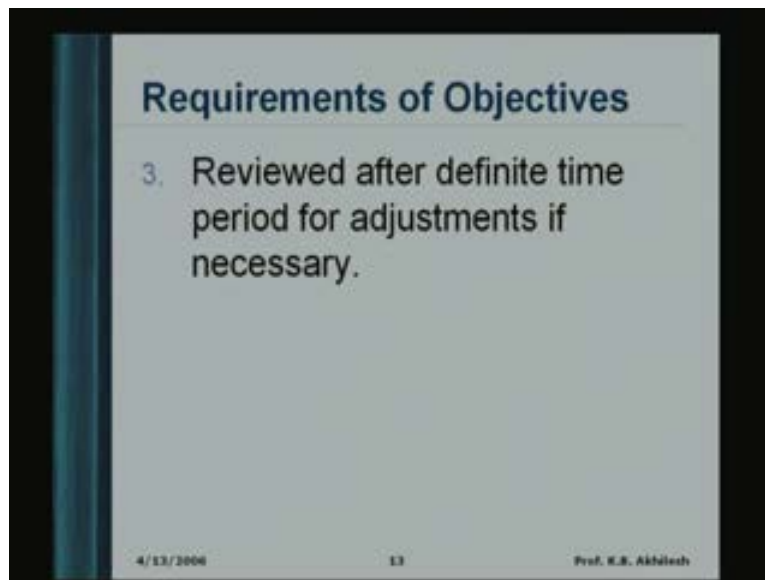 Requirements of Objectives
3. Reviewed after definite time
period for adjustments if
necessary.
4/13/2006 13 Prof. K.B. Akhilesh